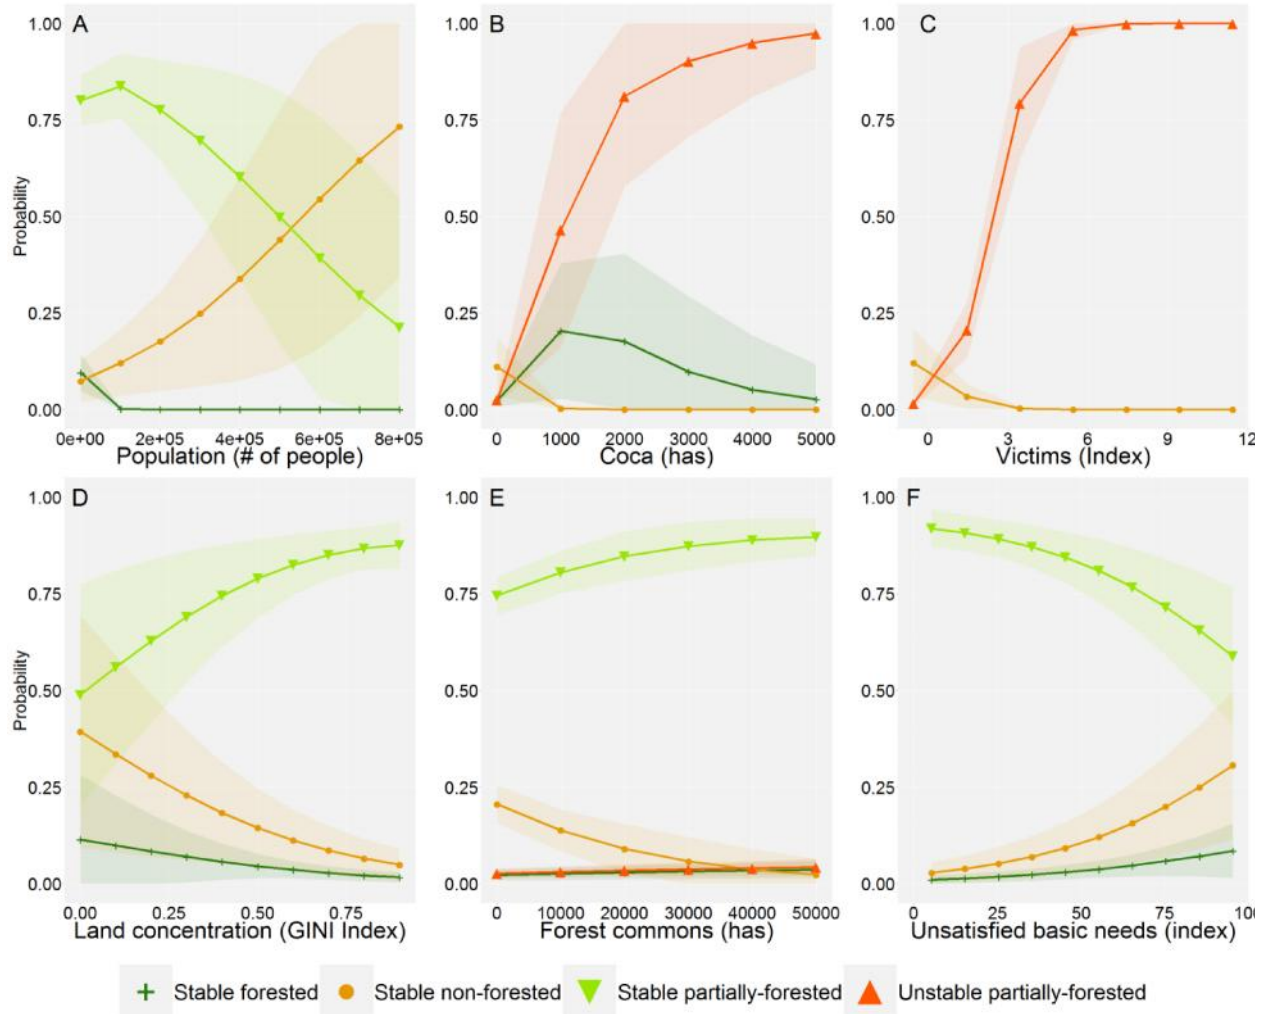 A B C
1.00 1.00 1.00
0.75 0.75 0.75
Probability
0.50 0.50 0.50
0.25 0.25 0.25
0.00 0.00 0.00
0e+00 2e+05 4e+05 6e+05 8e+05 0 1000 2000 3000 4000 5000 0 3 6 9 12
Population (# of people) Coca (has) Victims (Index)
D E F
1.00 1.00 1.00
0.75 0.75 0.75
Probability
0.50 0.50 0.50
0.25 0.25 0.25
0.00 0.00 0.00
0.00 0.25 0.50 0.75 0 10000 20000 30000 40000 50000 0 25 50 75 100
Land concentration (GINI Index) Forest commons (has) Unsatisfied basic needs (index)
Stable forested Stable non-forested Stable partially-forested Unstable partially-forested